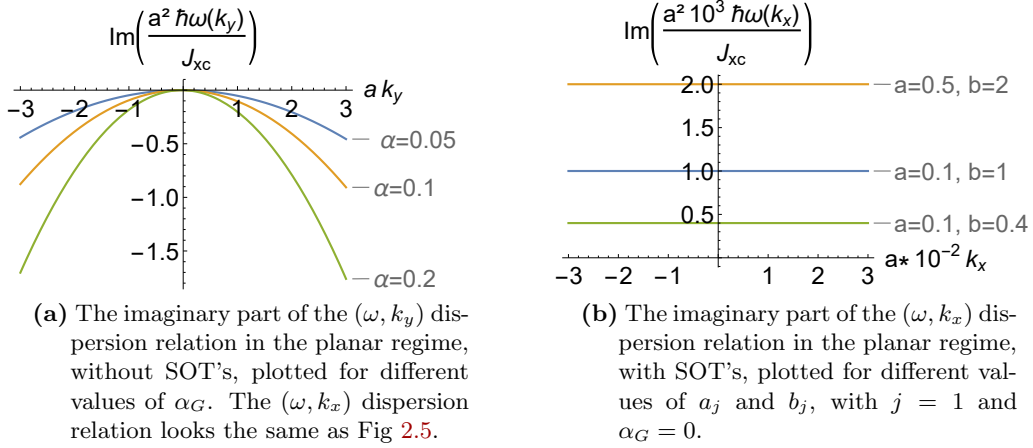 Im(a² ħω(k_y)/J_xc)
a k_y
−3 −2 −1 1 2 3
−0.5
−1.0
−1.5
α=0.05
α=0.1
α=0.2
(a) The imaginary part of the (ω, k_y) dis-
persion relation in the planar regime,
without SOT's, plotted for different
values of α_G. The (ω, k_x) dispersion
relation looks the same as Fig 2.5.
Im(a² 10³ ħω(k_x)/J_xc)
2.0
1.5
1.0
0.5
−3 −2 −1 1 2 3
a* 10⁻² k_x
a=0.5, b=2
a=0.1, b=1
a=0.1, b=0.4
(b) The imaginary part of the (ω, k_x) dis-
persion relation in the planar regime,
with SOT's, plotted for different val-
ues of a_j and b_j, with j = 1 and
α_G = 0.